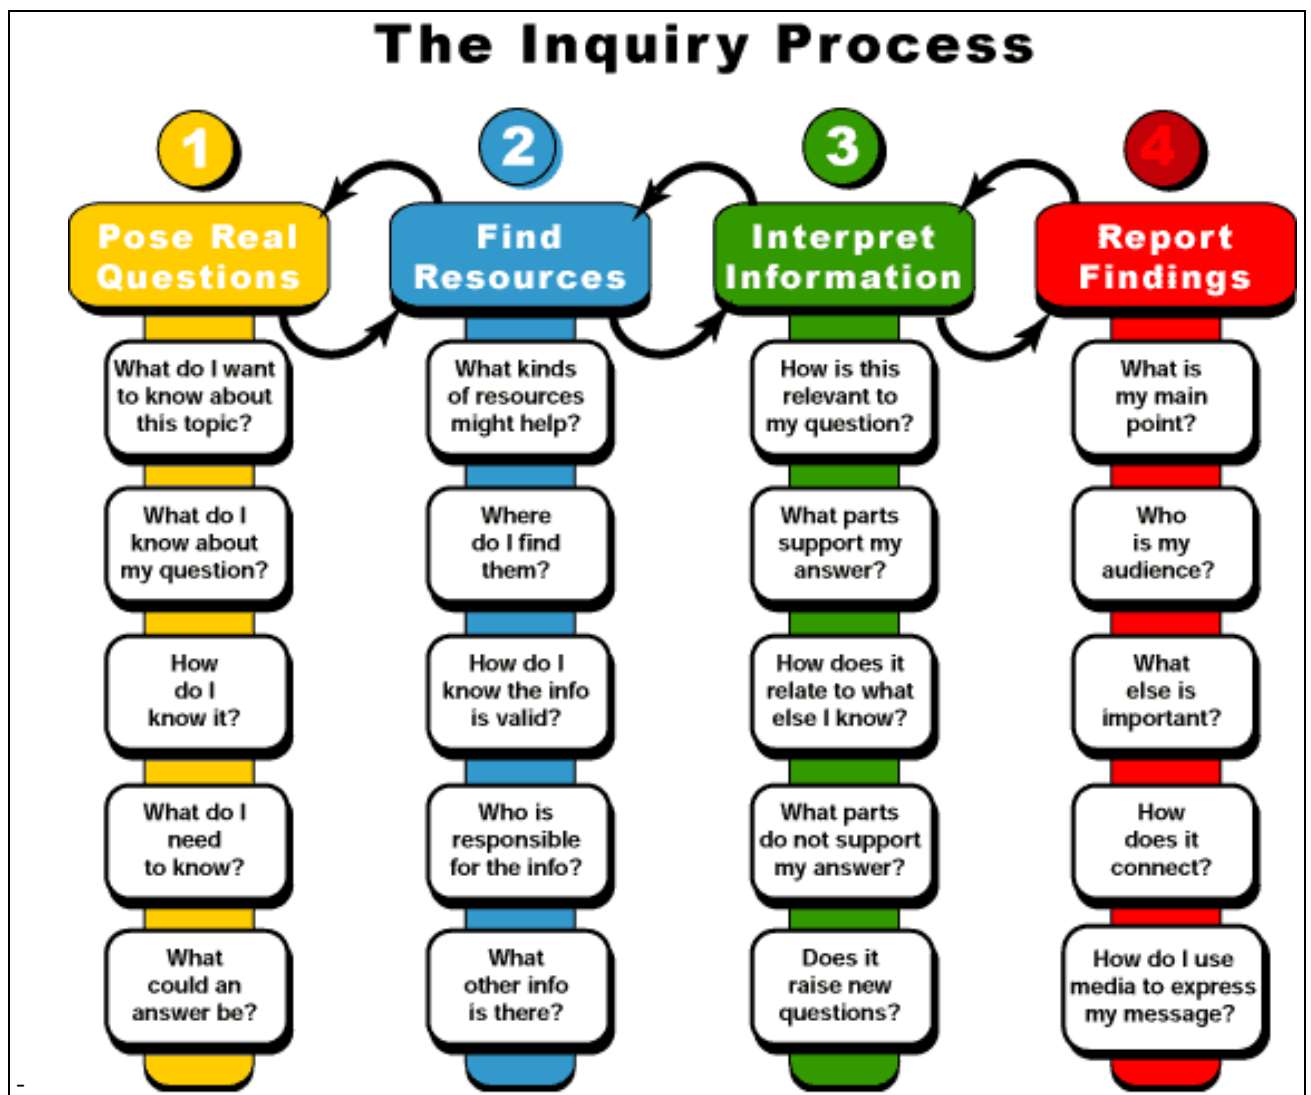 The Inquiry Process
1
2
3
4
Pose Real
Questions
Find
Resources
Interpret
Information
Report
Findings
What do I want
to know about
this topic?
What do I
know about
my question?
How
do I
know it?
What do I
need
to know?
What
could an
answer be?
What kinds
of resources
might help?
Where
do I find
them?
How do I
know the info
is valid?
Who is
responsible
for the info?
What
other info
is there?
How is this
relevant to
my question?
What parts
support my
answer?
How does it
relate to what
else I know?
What parts
do not support
my answer?
Does it
raise new
questions?
What is
my main
point?
Who
is my
audience?
What
else is
important?
How
does it
connect?
How do I use
media to express
my message?
-